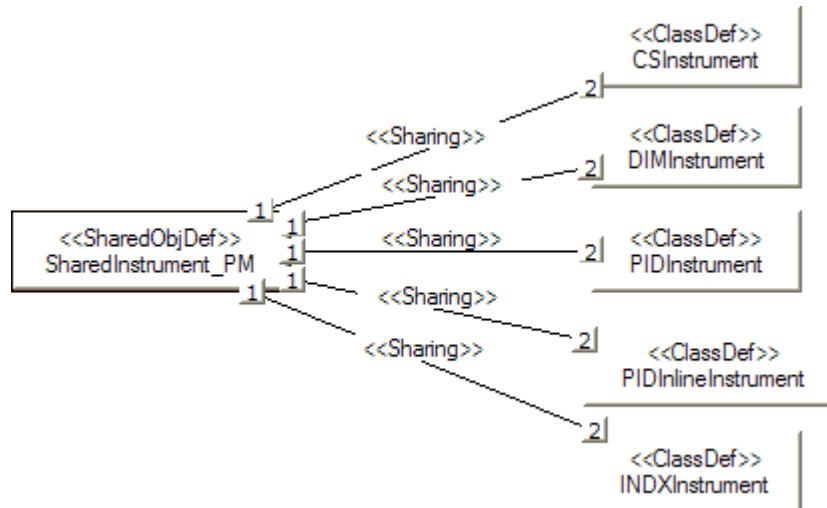 <<ClassDef>>
CSInstrument
2
<<Sharing>>
<<ClassDef>>
DIMInstrument
2
<<Sharing>>
1
1
<<SharedObjDef>>
SharedInstrument_PM
1
<<Sharing>>
2
<<ClassDef>>
PIDInstrument
1
1
<<Sharing>>
2
<<ClassDef>>
PIDInlineInstrument
<<Sharing>>
2
<<ClassDef>>
INDXInstrument